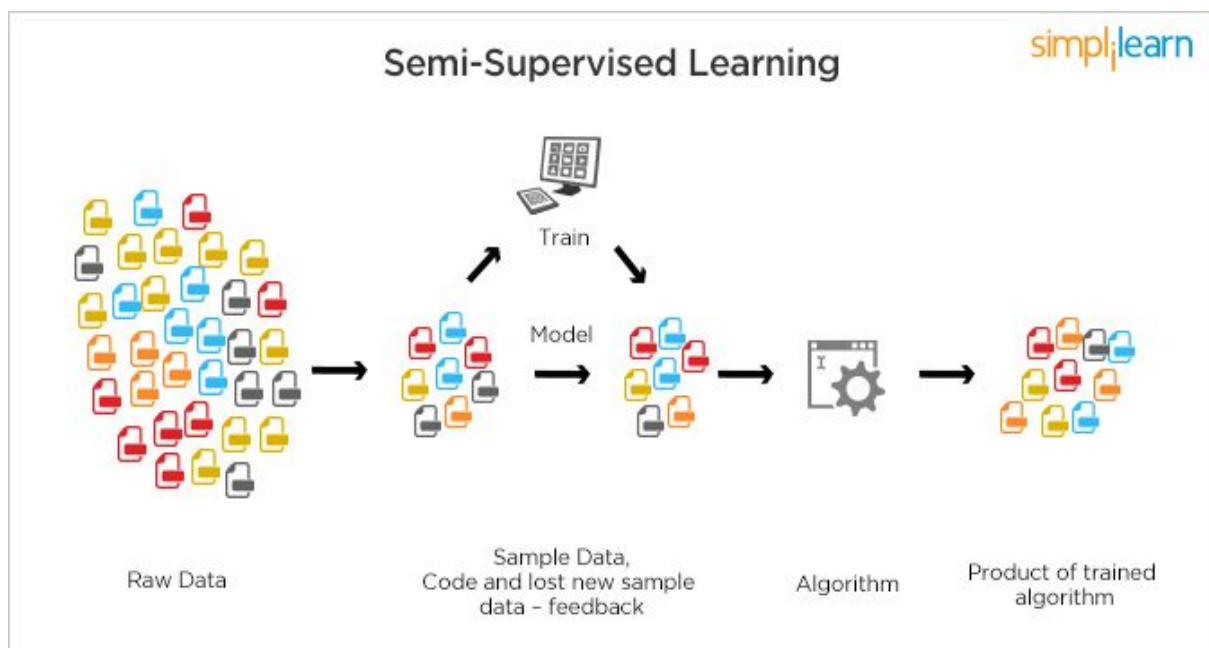 Semi-Supervised Learning
simplilearn
Train
Model
Raw Data
Sample Data,
Code and lost new sample
data – feedback
Algorithm
Product of trained
algorithm